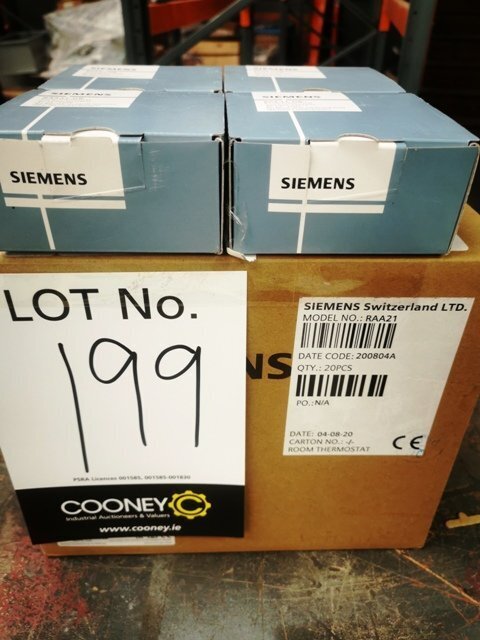 SIEMENS
SIEMENS
SIEMENS
SIEMENS
LOT No.
199
PSRA Licences 001585, 001585-001830
COONEY
Industrial Auctioneers & Valuers
www.cooney.ie
NS
SIEMENS Switzerland LTD.
MODEL NO.: RAA21
DATE CODE: 200804A
QTY.: 20PCS
PO.: N/A
DATE: 04-08-20
CARTON NO.: -/-
ROOM THERMOSTAT
CE